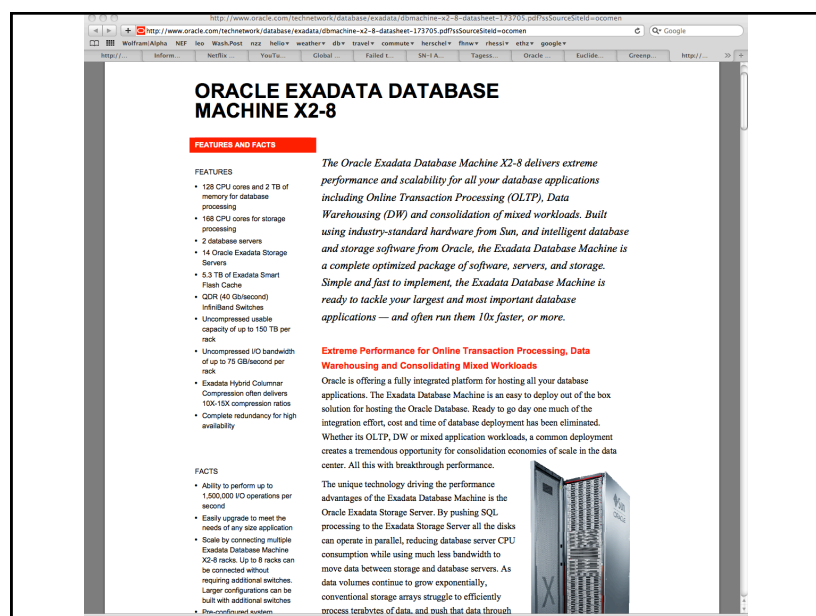 http://www.oracle.com/technetwork/database/exadata/dbmachine-x2-8-datasheet-173705.pdf?ssSourceSiteId=ocomen
http://www.oracle.com/technetwork/database/exadata/dbmachine-x2-8-datasheet-173705.pdf?ssSourceSiteId=ocomen
Google
Wolfram|Alpha NEF leo Wash.Post nzz helio weather db travel commute herschel fhnw rhessi ethz google
http://... Inform... Netflix ... YouTu... Global ... Failed t... SN-I A... Tagess... Oracle ... Euclide... Greenp... http://...
ORACLE EXADATA DATABASE
MACHINE X2-8
FEATURES AND FACTS
FEATURES
• 128 CPU cores and 2 TB of
memory for database
processing
• 168 CPU cores for storage
processing
• 2 database servers
• 14 Oracle Exadata Storage
Servers
• 5.3 TB of Exadata Smart
Flash Cache
• QDR (40 Gb/second)
InfiniBand Switches
• Uncompressed usable
capacity of up to 150 TB per
rack
• Uncompressed I/O bandwidth
of up to 75 GB/second per
rack
• Exadata Hybrid Columnar
Compression often delivers
10X-15X compression ratios
• Complete redundancy for high
availability
FACTS
• Ability to perform up to
1,500,000 I/O operations per
second
• Easily upgrade to meet the
needs of any size application
• Scale by connecting multiple
Exadata Database Machine
X2-8 racks. Up to 8 racks can
be connected without
requiring additional switches.
Larger configurations can be
built with additional switches
• Pre-configured system
The Oracle Exadata Database Machine X2-8 delivers extreme
performance and scalability for all your database applications
including Online Transaction Processing (OLTP), Data
Warehousing (DW) and consolidation of mixed workloads. Built
using industry-standard hardware from Sun, and intelligent database
and storage software from Oracle, the Exadata Database Machine is
a complete optimized package of software, servers, and storage.
Simple and fast to implement, the Exadata Database Machine is
ready to tackle your largest and most important database
applications — and often run them 10x faster, or more.
Extreme Performance for Online Transaction Processing, Data
Warehousing and Consolidating Mixed Workloads
Oracle is offering a fully integrated platform for hosting all your database
applications. The Exadata Database Machine is an easy to deploy out of the box
solution for hosting the Oracle Database. Ready to go day one much of the
integration effort, cost and time of database deployment has been eliminated.
Whether its OLTP, DW or mixed application workloads, a common deployment
creates a tremendous opportunity for consolidation economies of scale in the data
center. All this with breakthrough performance.
The unique technology driving the performance
advantages of the Exadata Database Machine is the
Oracle Exadata Storage Server. By pushing SQL
processing to the Exadata Storage Server all the disks
can operate in parallel, reducing database server CPU
consumption while using much less bandwidth to
move data between storage and database servers. As
data volumes continue to grow exponentially,
conventional storage arrays struggle to efficiently
process terabytes of data, and push that data through
Sun
ORACLE
X